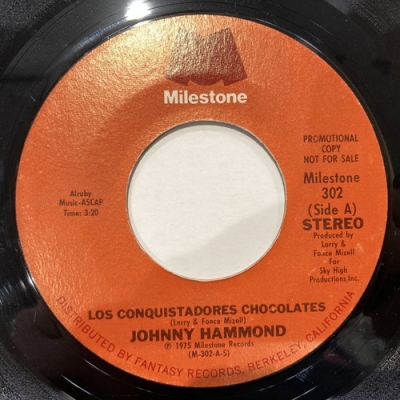 Milestone
PROMOTIONAL
COPY
NOT FOR SALE
Milestone
302
(Side A)
STEREO
Produced by
Larry &
Fonce Mizell
For
Sky High
Productions, Inc.
Alruby
Music-ASCAP
Time: 3:20
LOS CONQUISTADORES CHOCOLATES
(Larry & Fonce Mizell)
JOHNNY HAMMOND
℗ 1975 Milestone Records
(M-302-A-S)
DISTRIBUTED BY FANTASY RECORDS, BERKELEY, CALIFORNIA